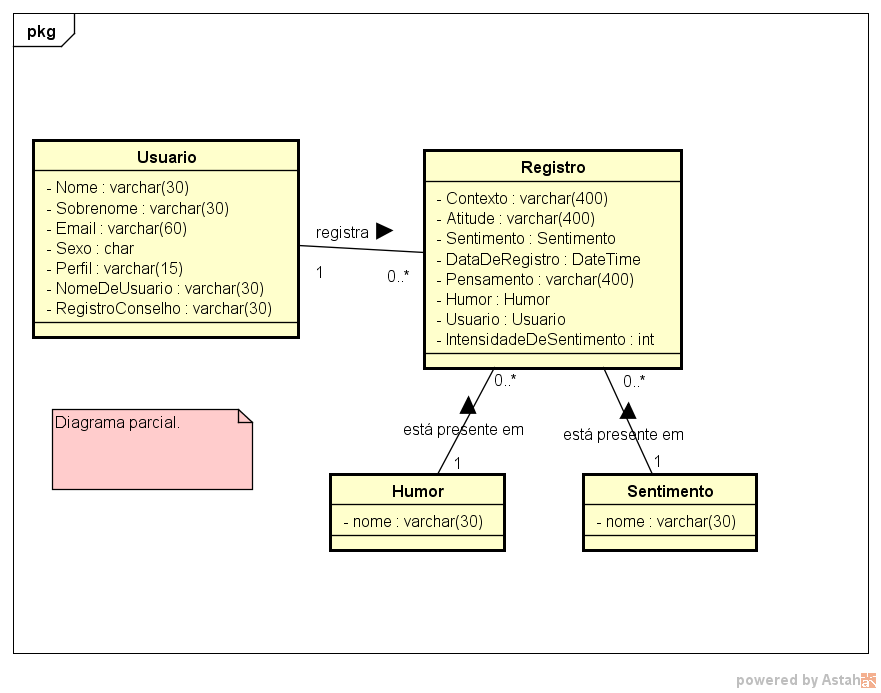 pkg
Usuario
- Nome : varchar(30)
- Sobrenome : varchar(30)
- Email : varchar(60)
- Sexo : char
- Perfil : varchar(15)
- NomeDeUsuario : varchar(30)
- RegistroConselho : varchar(30)
registra
1
0..*
Registro
- Contexto : varchar(400)
- Atitude : varchar(400)
- Sentimento : Sentimento
- DataDeRegistro : DateTime
- Pensamento : varchar(400)
- Humor : Humor
- Usuario : Usuario
- IntensidadeDeSentimento : int
0..*
0..*
Diagrama parcial.
está presente em
está presente em
1
1
Humor
- nome : varchar(30)
Sentimento
- nome : varchar(30)
powered by Astah